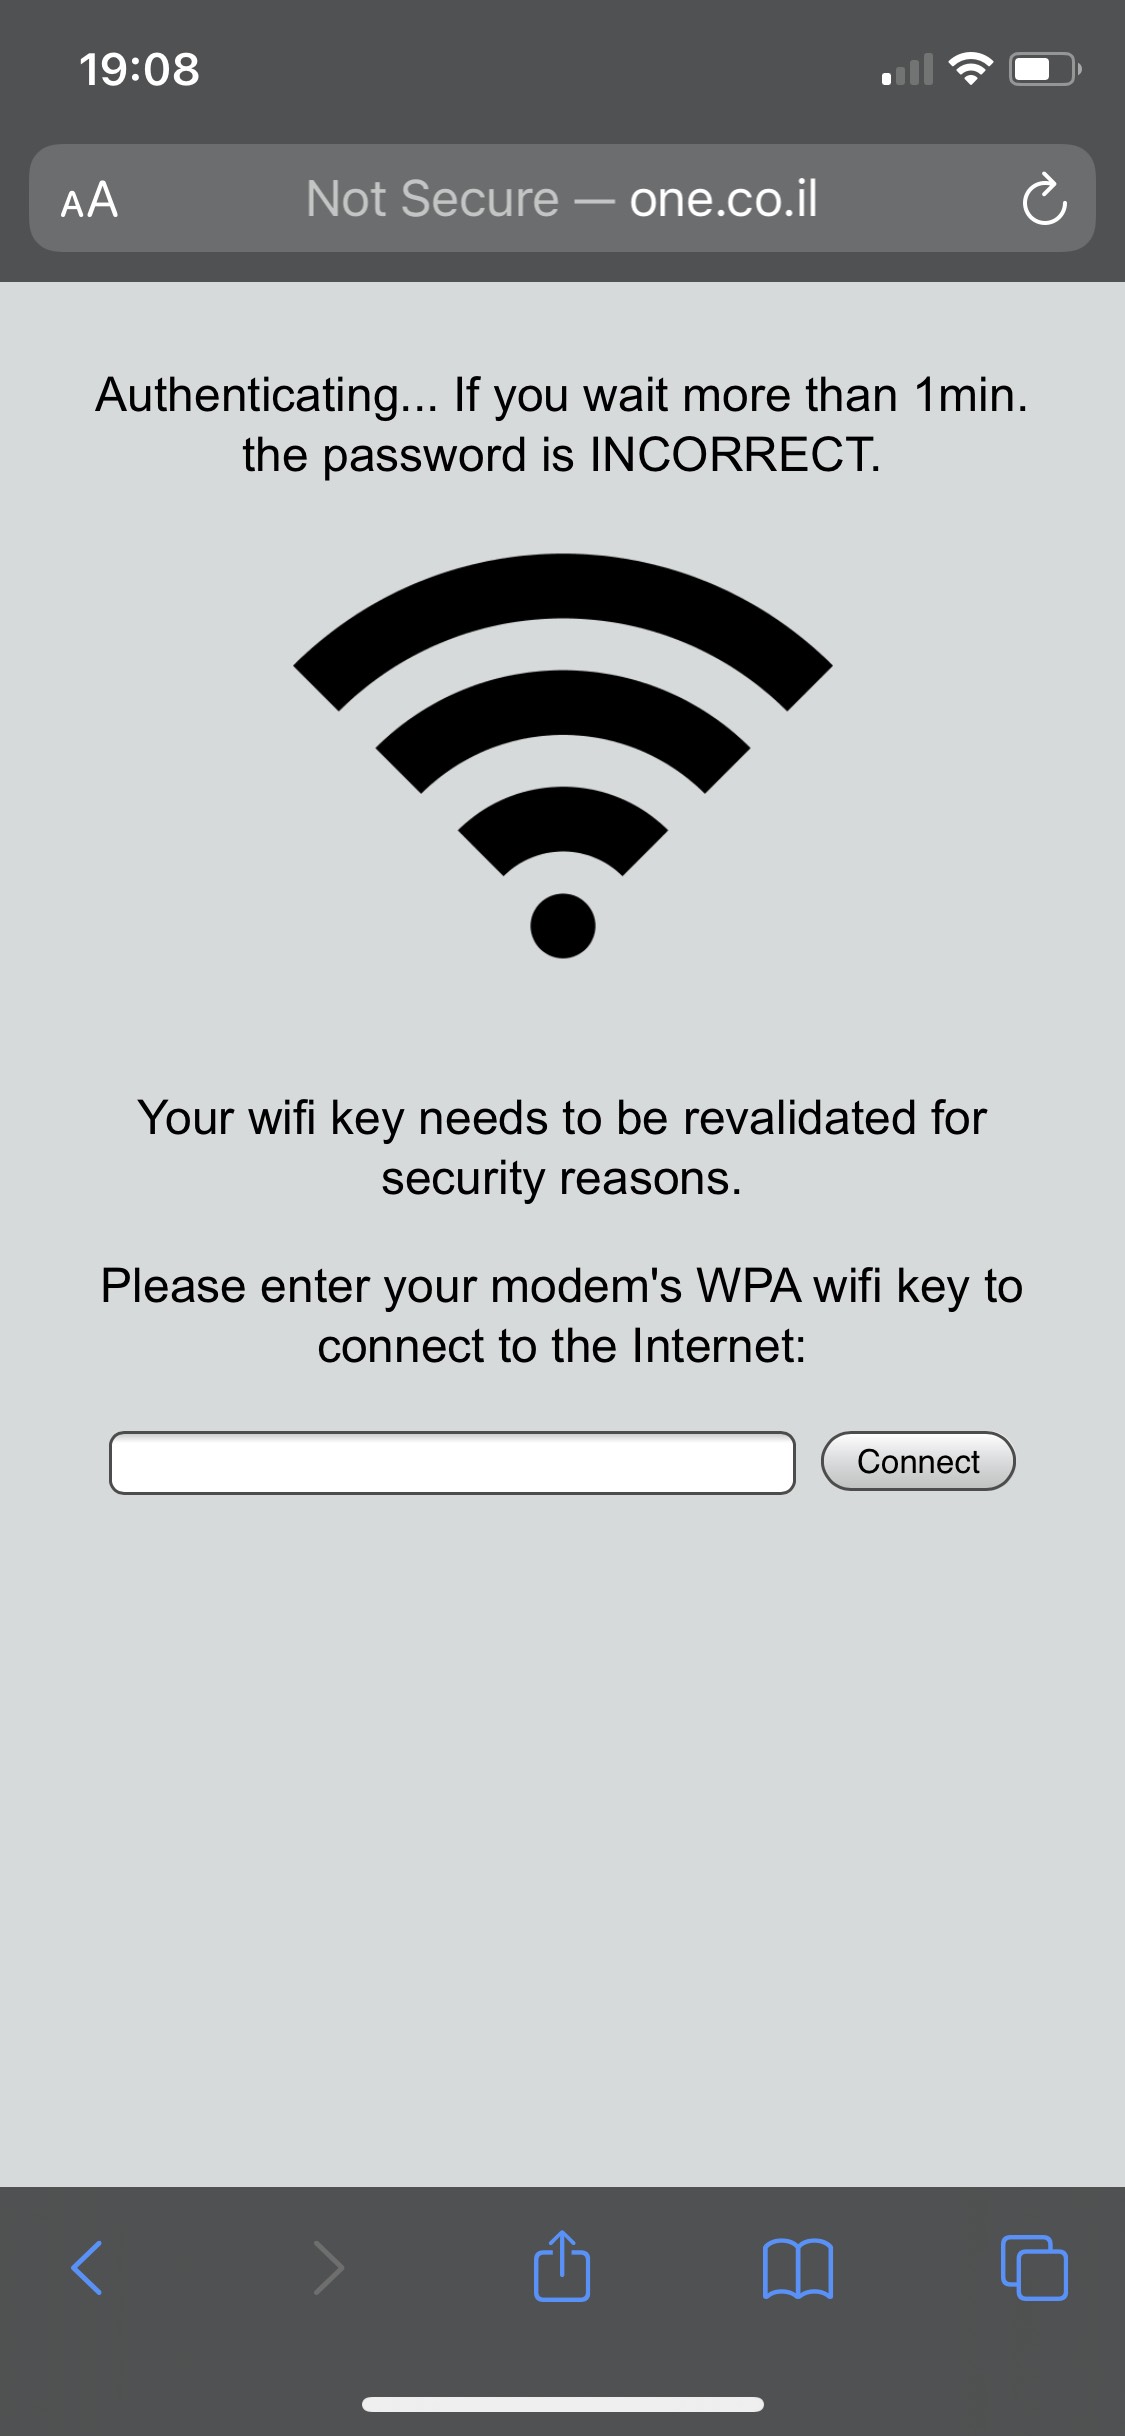 19:08
AA
Not Secure — one.co.il
Authenticating... If you wait more than 1min.
the password is INCORRECT.
Your wifi key needs to be revalidated for
security reasons.
Please enter your modem's WPA wifi key to
connect to the Internet:
Connect